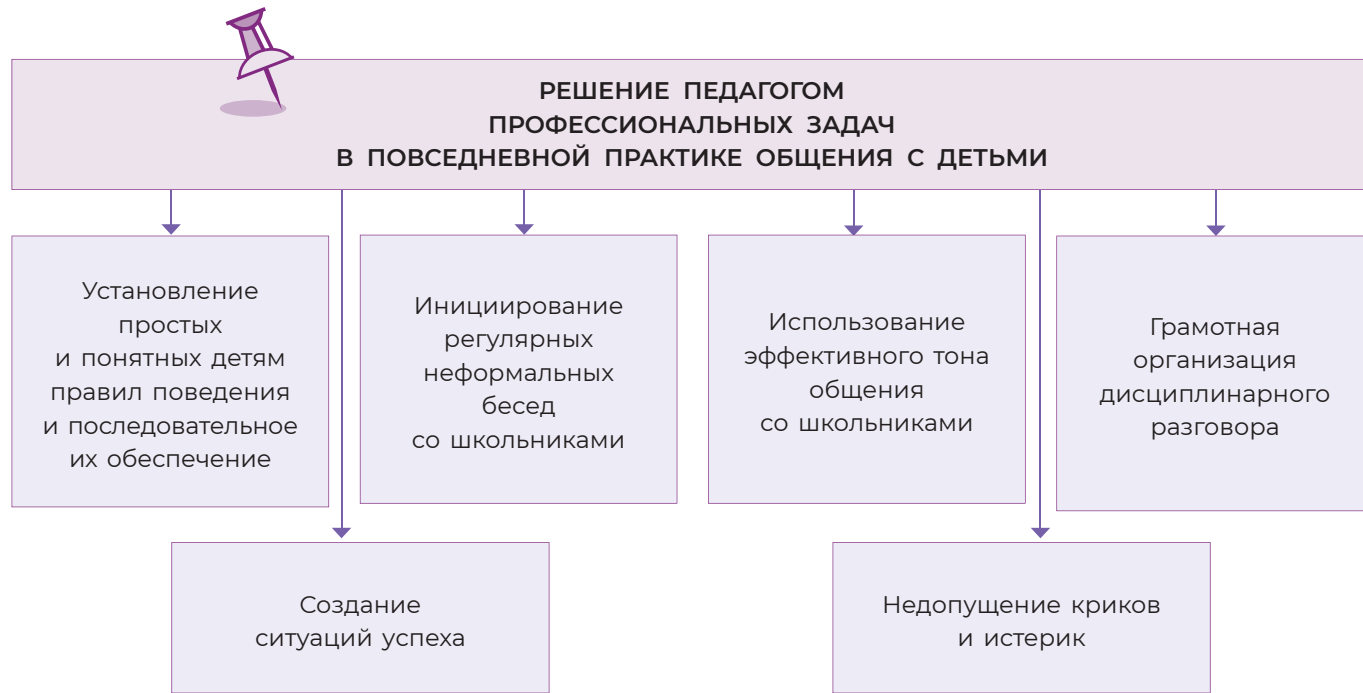 РЕШЕНИЕ ПЕДАГОГОМ
ПРОФЕССИОНАЛЬНЫХ ЗАДАЧ
В ПОВСЕДНЕВНОЙ ПРАКТИКЕ ОБЩЕНИЯ С ДЕТЬМИ
Установление
простых
и понятных детям
правил поведения
и последовательное
их обеспечение
Инициирование
регулярных
неформальных
бесед
со школьниками
Использование
эффективного тона
общения
со школьниками
Грамотная
организация
дисциплинарного
разговора
Создание
ситуаций успеха
Недопущение криков
и истерик